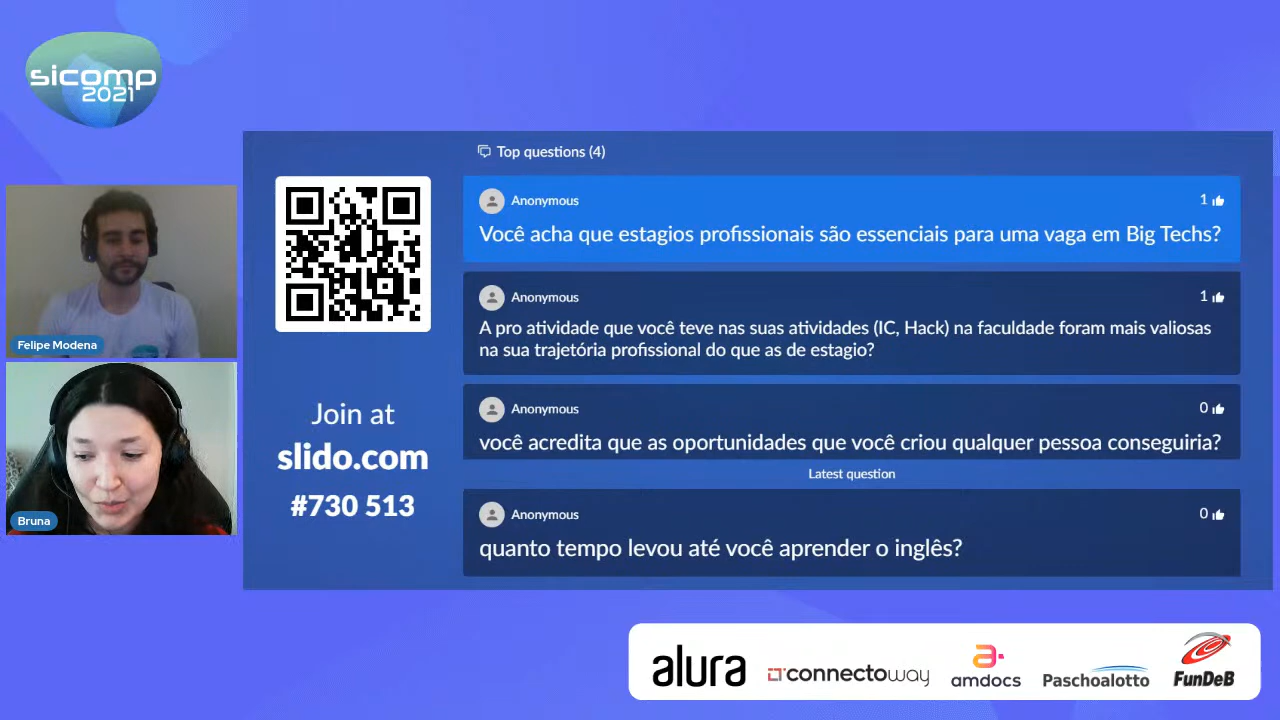 sicomp
2021
Felipe Modena
Bruna
Join at
slido.com
#730 513
Top questions (4)
Anonymous
1
Você acha que estagios profissionais são essenciais para uma vaga em Big Techs?
Anonymous
1
A pro atividade que você teve nas suas atividades (IC, Hack) na faculdade foram mais valiosas
na sua trajetória profissional do que as de estagio?
Anonymous
0
você acredita que as oportunidades que você criou qualquer pessoa conseguiria?
Latest question
Anonymous
0
quanto tempo levou até você aprender o inglês?
alura
connectoway
amdocs
Paschoalotto
FunDeB